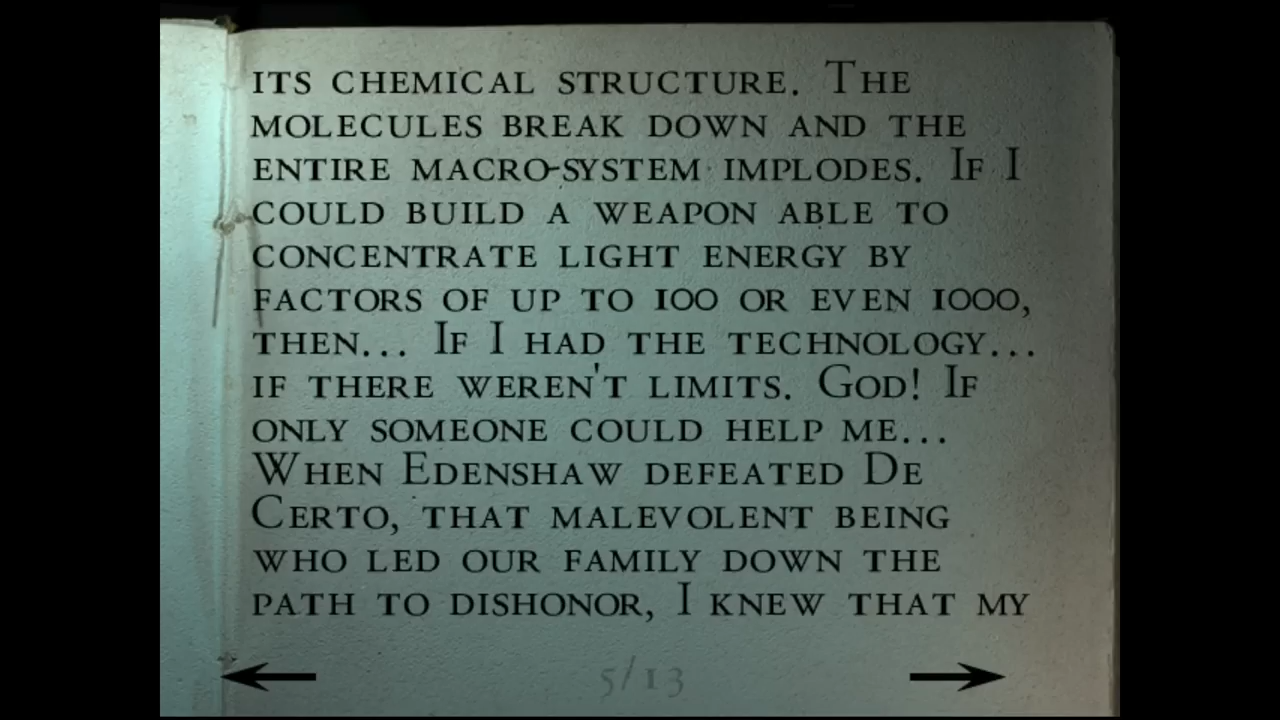 ITS CHEMICAL STRUCTURE. THE
MOLECULES BREAK DOWN AND THE
ENTIRE MACRO-SYSTEM IMPLODES. IF I
COULD BUILD A WEAPON ABLE TO
CONCENTRATE LIGHT ENERGY BY
FACTORS OF UP TO 100 OR EVEN 1000,
THEN... IF I HAD THE TECHNOLOGY...
IF THERE WEREN'T LIMITS. GOD! IF
ONLY SOMEONE COULD HELP ME...
WHEN EDENSHAW DEFEATED DE
CERTO, THAT MALEVOLENT BEING
WHO LED OUR FAMILY DOWN THE
PATH TO DISHONOR, I KNEW THAT MY
5/13